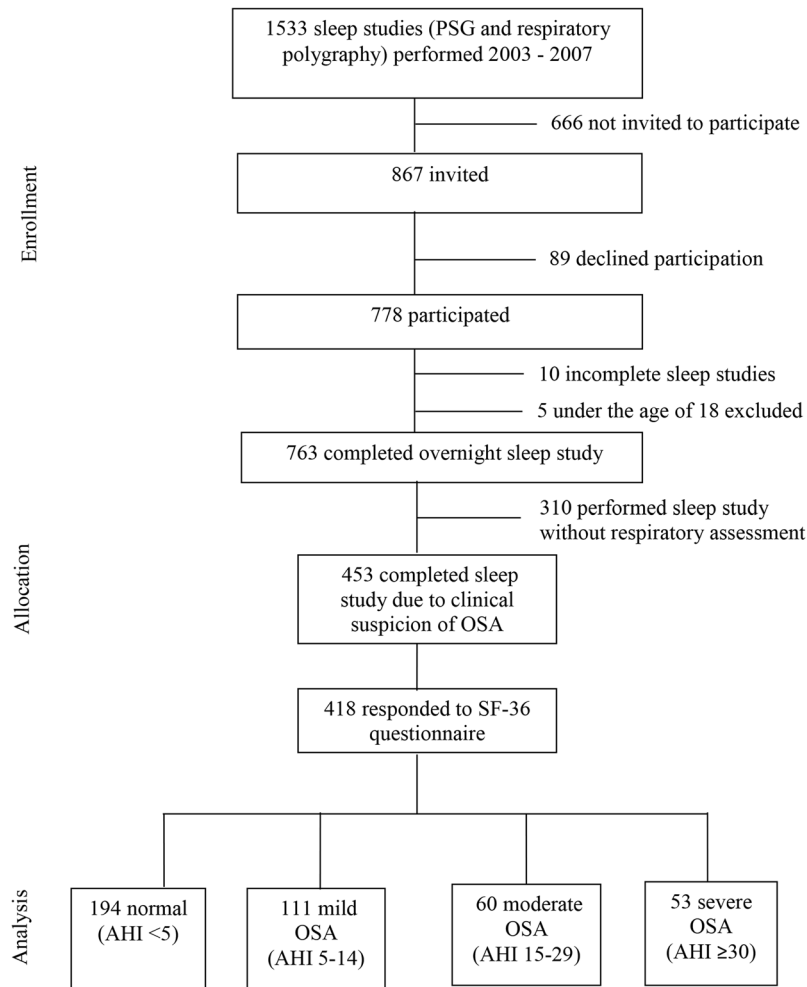 1533 sleep studies (PSG and respiratory
polygraphy) performed 2003 - 2007
666 not invited to participate
Enrollment
867 invited
89 declined participation
778 participated
10 incomplete sleep studies
5 under the age of 18 excluded
763 completed overnight sleep study
310 performed sleep study
without respiratory assessment
Allocation
453 completed sleep
study due to clinical
suspicion of OSA
418 responded to SF-36
questionnaire
Analysis
194 normal
(AHI <5)
111 mild
OSA
(AHI 5-14)
60 moderate
OSA
(AHI 15-29)
53 severe
OSA
(AHI ≥30)